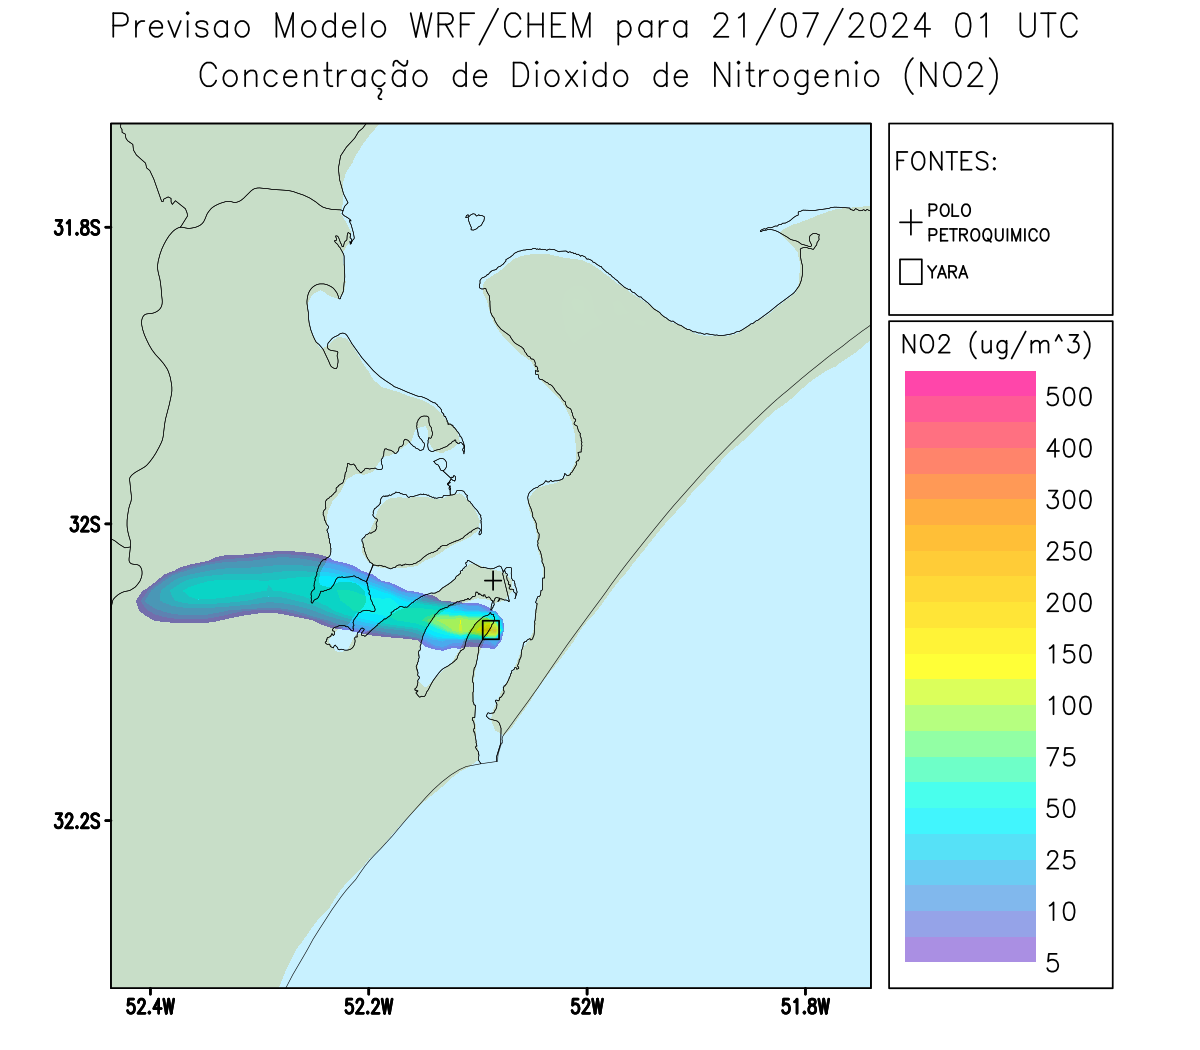 Previsao Modelo WRF/CHEM para 21/07/2024 01 UTC
Concentração de Dioxido de Nitrogenio (NO2)
31.8S
32S
32.2S
52.4W
52.2W
52W
51.8W
FONTES:
POLO
PETROQUIMICO
YARA
NO2 (ug/m^3)
500
400
300
250
200
150
100
75
50
25
10
5